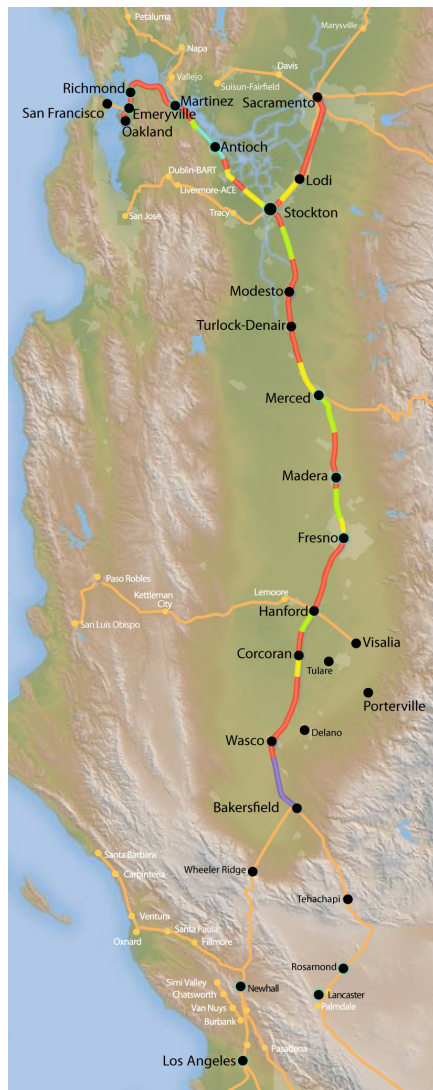 Petaluma
Marysville
Napa
Davis
Vallejo
Suisun-Fairfield
Richmond
Martinez
Sacramento
San Francisco
Emeryville
Oakland
Antioch
Dublin-BART
Lodi
Livermore-ACE
San Jose
Tracy
Stockton
Modesto
Turlock-Denair
Merced
Madera
Fresno
Paso Robles
Kettleman
City
Lemoore
Hanford
San Luis Obispo
Visalia
Corcoran
Tulare
Porterville
Wasco
Delano
Bakersfield
Santa Barbara
Wheeler Ridge
Carpinteria
Tehachapi
Ventura
Santa Paula
Oxnard
Fillmore
Rosamond
Simi Valley
Newhall
Chatsworth
Lancaster
Van Nuys
Palmdale
Burbank
Pasadena
Los Angeles